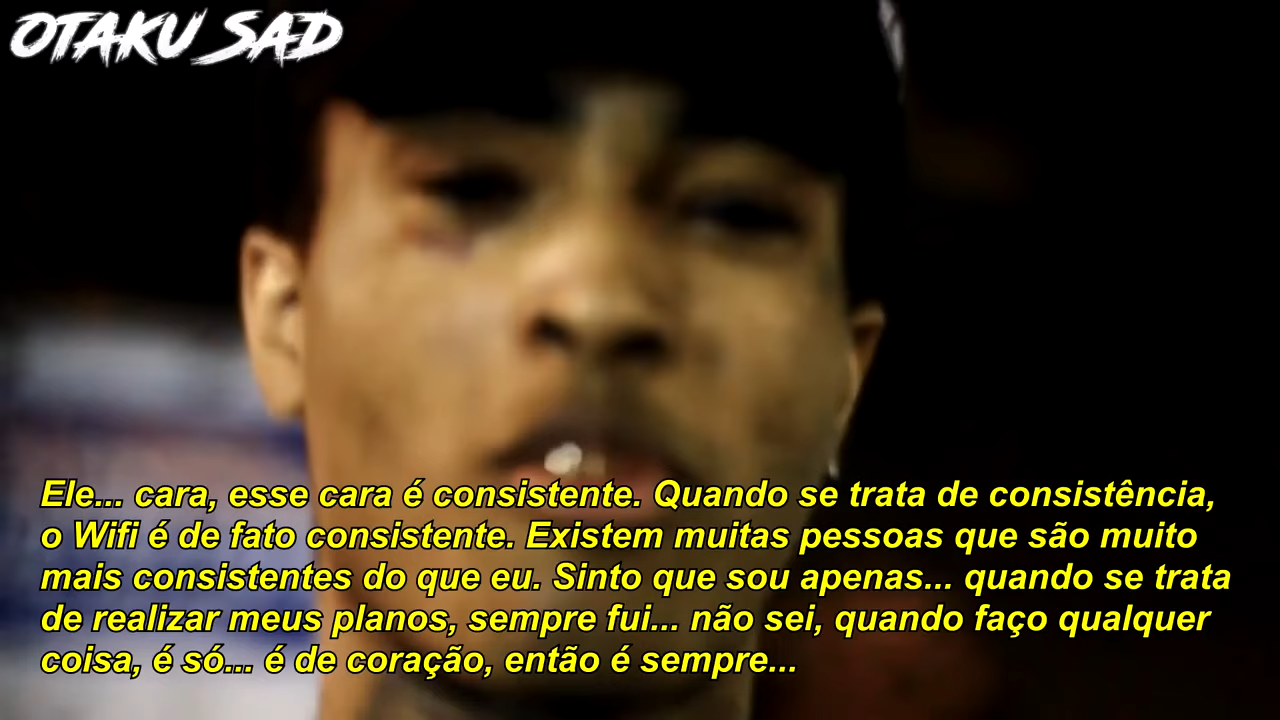 OTAKU SAD
Ele... cara, esse cara é consistente. Quando se trata de consistência,
o Wifi é de fato consistente. Existem muitas pessoas que são muito
mais consistentes do que eu. Sinto que sou apenas... quando se trata
de realizar meus planos, sempre fui... não sei, quando faço qualquer
coisa, é só... é de coração, então é sempre...